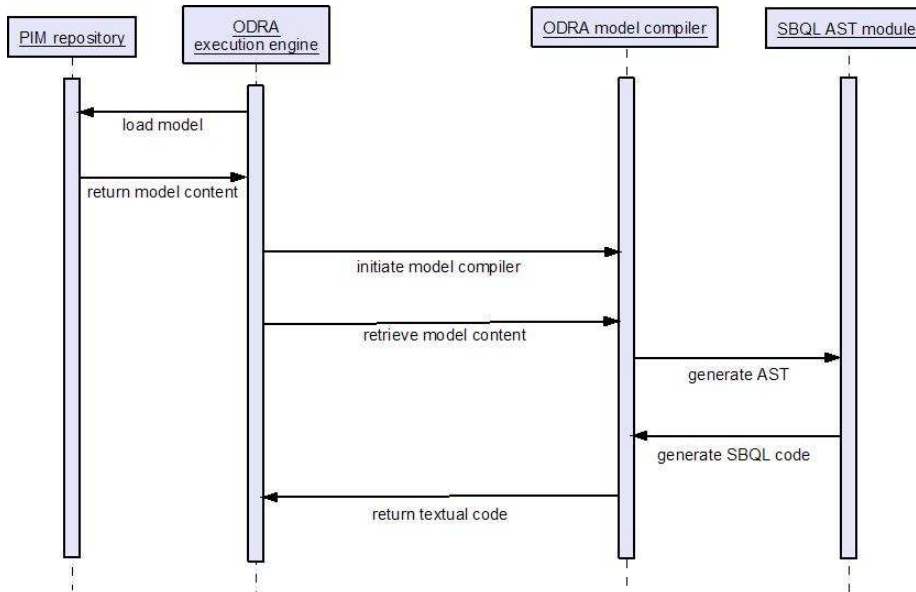 PIM repository
ODRA
execution engine
ODRA model compiler
SBQL AST module
load model
return model content
initiate model compiler
retrieve model content
generate AST
generate SBQL code
return textual code